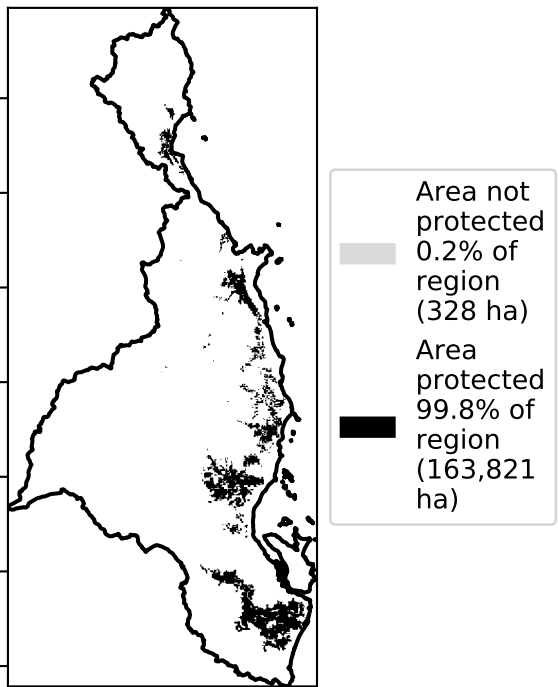 Area not
protected
0.2% of
region
(328 ha)
Area
protected
99.8% of
region
(163,821
ha)